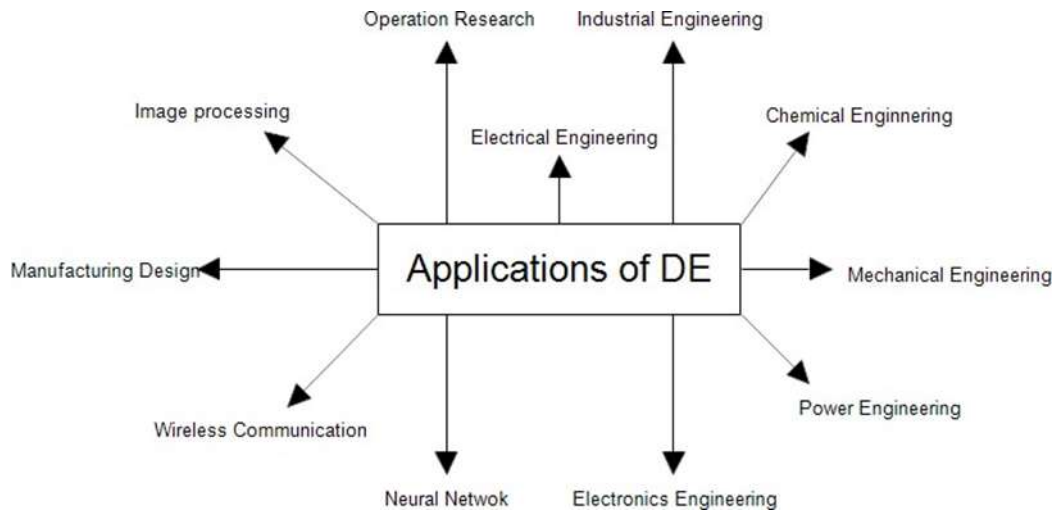 Operation Research
Industrial Engineering
Image processing
Electrical Engineering
Chemical Enginnering
Applications of DE
Manufacturing Design
Mechanical Engineering
Power Engineering
Wireless Communication
Neural Netwok
Electronics Engineering